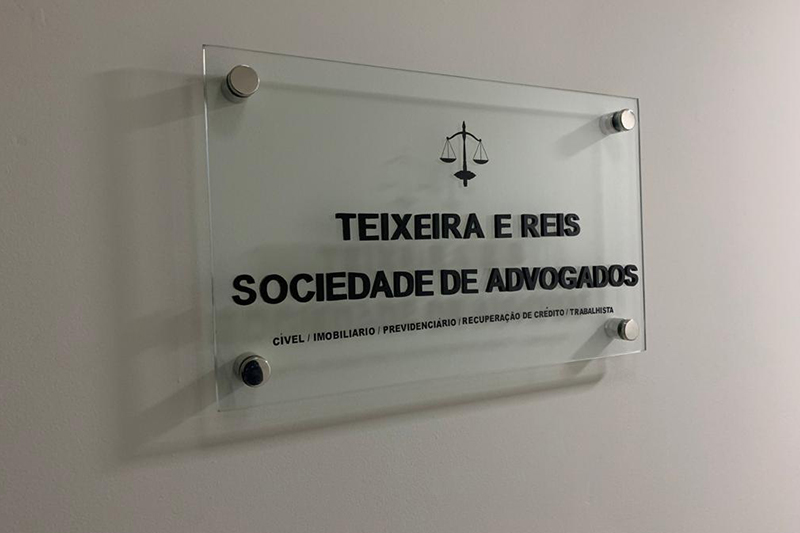 TEIXEIRA E REIS
SOCIEDADE DE ADVOGADOS
CÍVEL / IMOBILIARIO / PREVIDENCIÁRIO / RECUPERAÇÃO DE CRÉDITO / TRABALHISTA